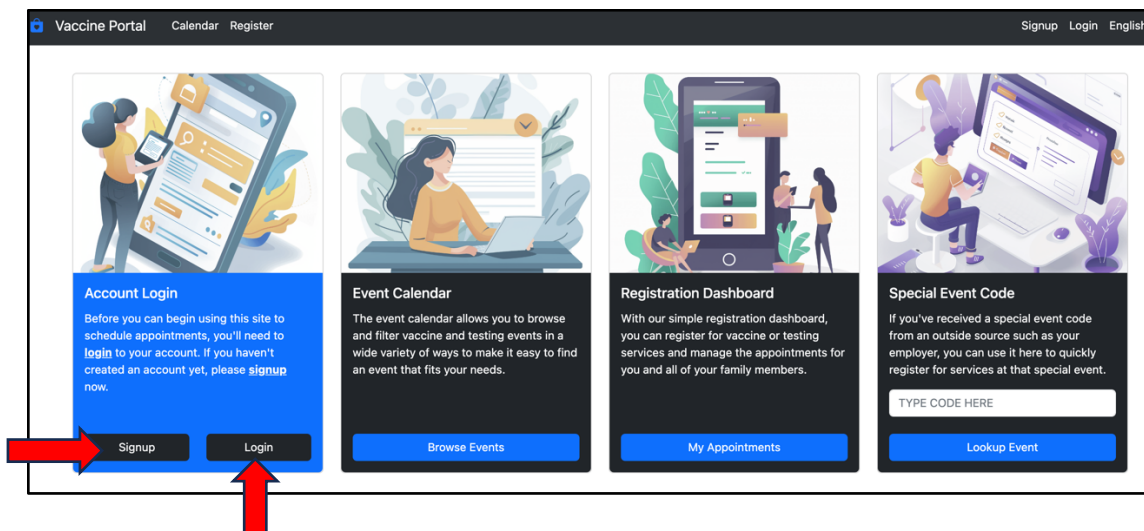 Vaccine Portal Calendar Register Signup Login English
Account Login
Before you can begin using this site to
schedule appointments, you'll need to
login to your account. If you haven't
created an account yet, please signup
now.
Signup Login
Event Calendar
The event calendar allows you to browse
and filter vaccine and testing events in a
wide variety of ways to make it easy to find
an event that fits your needs.
Browse Events
Registration Dashboard
With our simple registration dashboard,
you can register for vaccine or testing
services and manage the appointments for
you and all of your family members.
My Appointments
Special Event Code
If you've received a special event code
from an outside source such as your
employer, you can use it here to quickly
register for services at that special event.
TYPE CODE HERE
Lookup Event